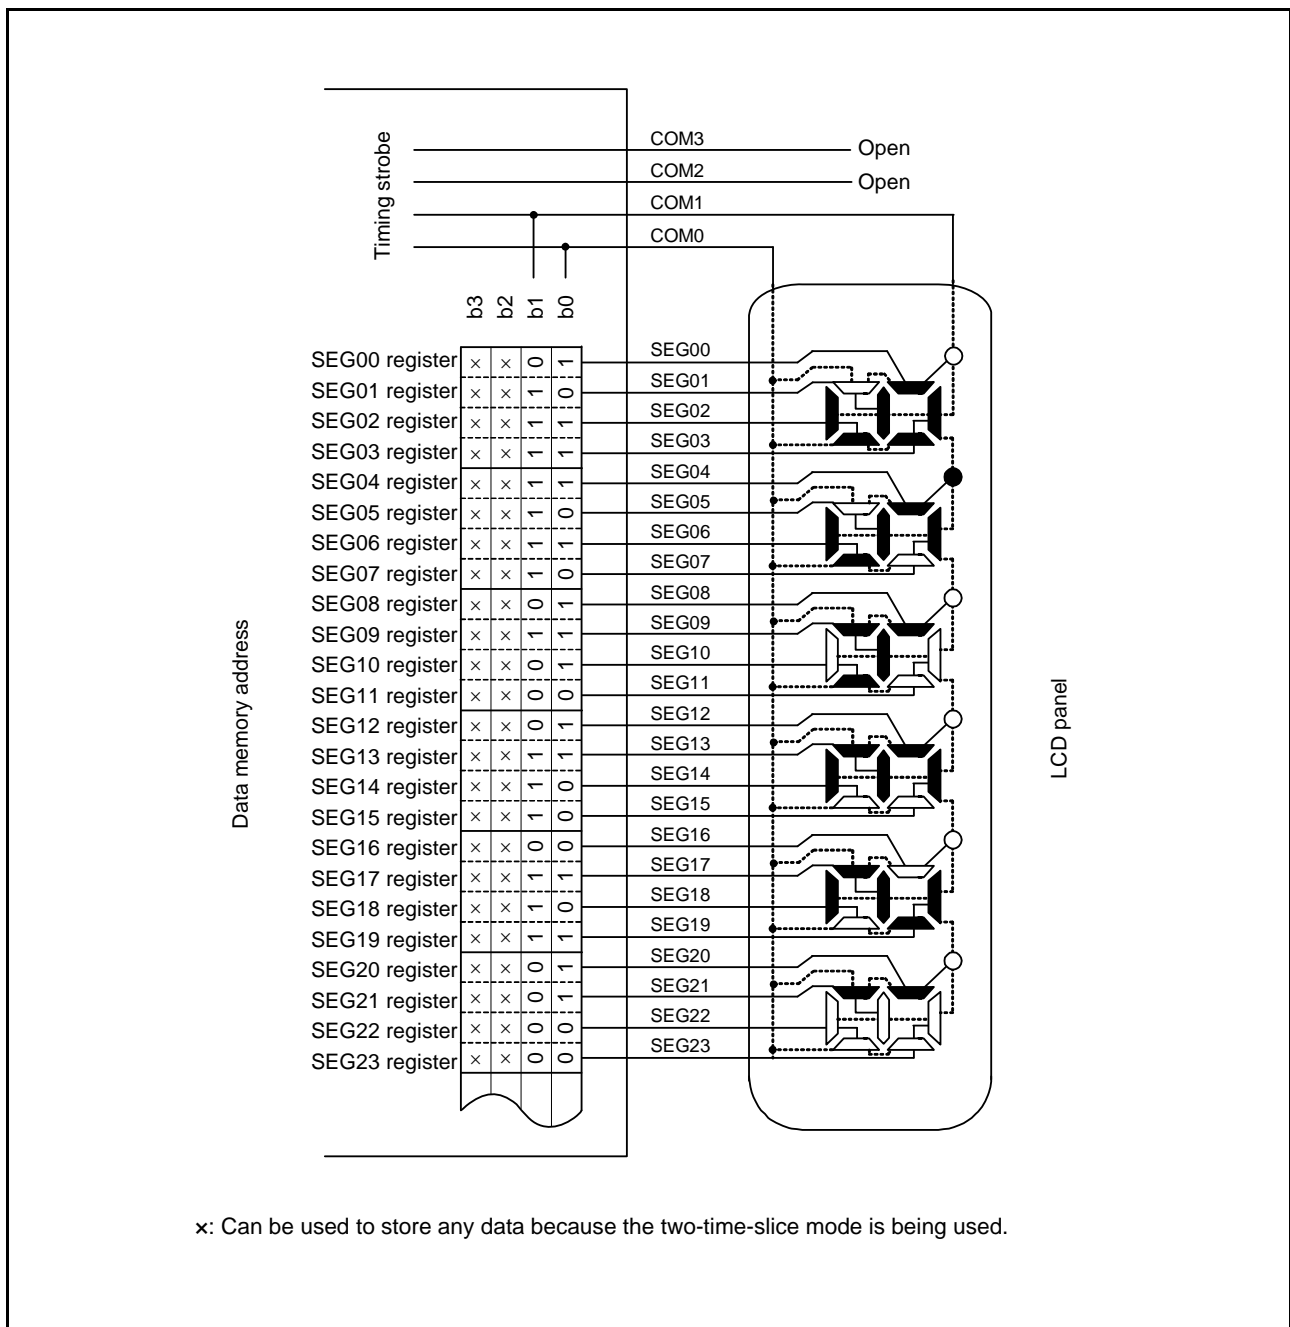 Timing strobe
COM3
Open
COM2
Open
COM1
COM0
b3 b2 b1 b0
SEG00 register × × 0 1 SEG00
SEG01 register × × 1 0 SEG01
SEG02 register × × 1 1 SEG02
SEG03 register × × 1 1 SEG03
SEG04 register × × 1 1 SEG04
SEG05 register × × 1 0 SEG05
SEG06 register × × 1 1 SEG06
SEG07 register × × 1 0 SEG07
SEG08 register × × 0 1 SEG08
SEG09 register × × 1 1 SEG09
SEG10 register × × 0 1 SEG10
SEG11 register × × 0 0 SEG11
SEG12 register × × 0 1 SEG12
SEG13 register × × 1 1 SEG13
SEG14 register × × 1 0 SEG14
SEG15 register × × 1 0 SEG15
SEG16 register × × 0 0 SEG16
SEG17 register × × 1 1 SEG17
SEG18 register × × 1 0 SEG18
SEG19 register × × 1 1 SEG19
SEG20 register × × 0 1 SEG20
SEG21 register × × 0 1 SEG21
SEG22 register × × 0 0 SEG22
SEG23 register × × 0 0 SEG23
Data memory address
LCD panel
×: Can be used to store any data because the two-time-slice mode is being used.